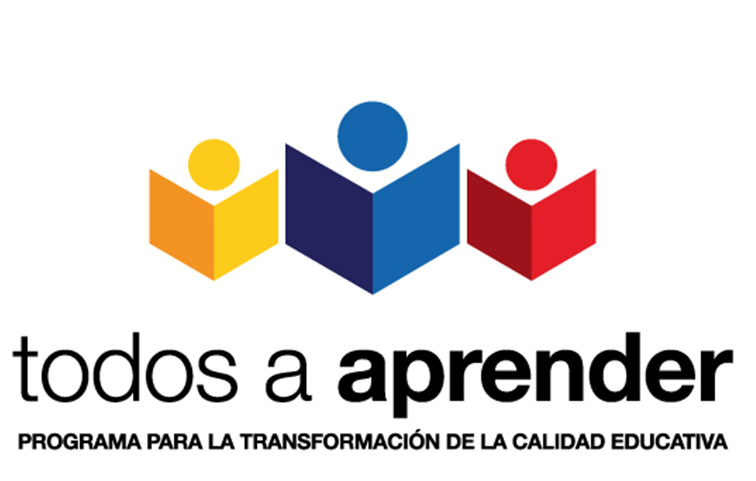 todos a aprender
PROGRAMA PARA LA TRANSFORMACIÓN DE LA CALIDAD EDUCATIVA